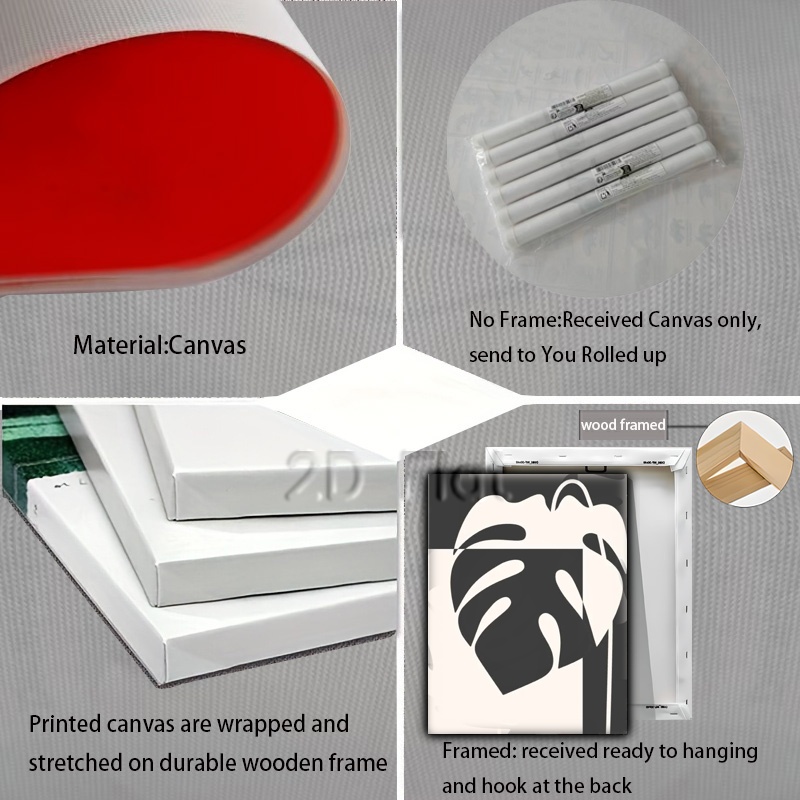 Material:Canvas
No Frame:Received Canvas only,
send to You Rolled up
wood framed
2D Flat
Printed canvas are wrapped and
stretched on durable wooden frame
Framed: received ready to hanging
and hook at the back